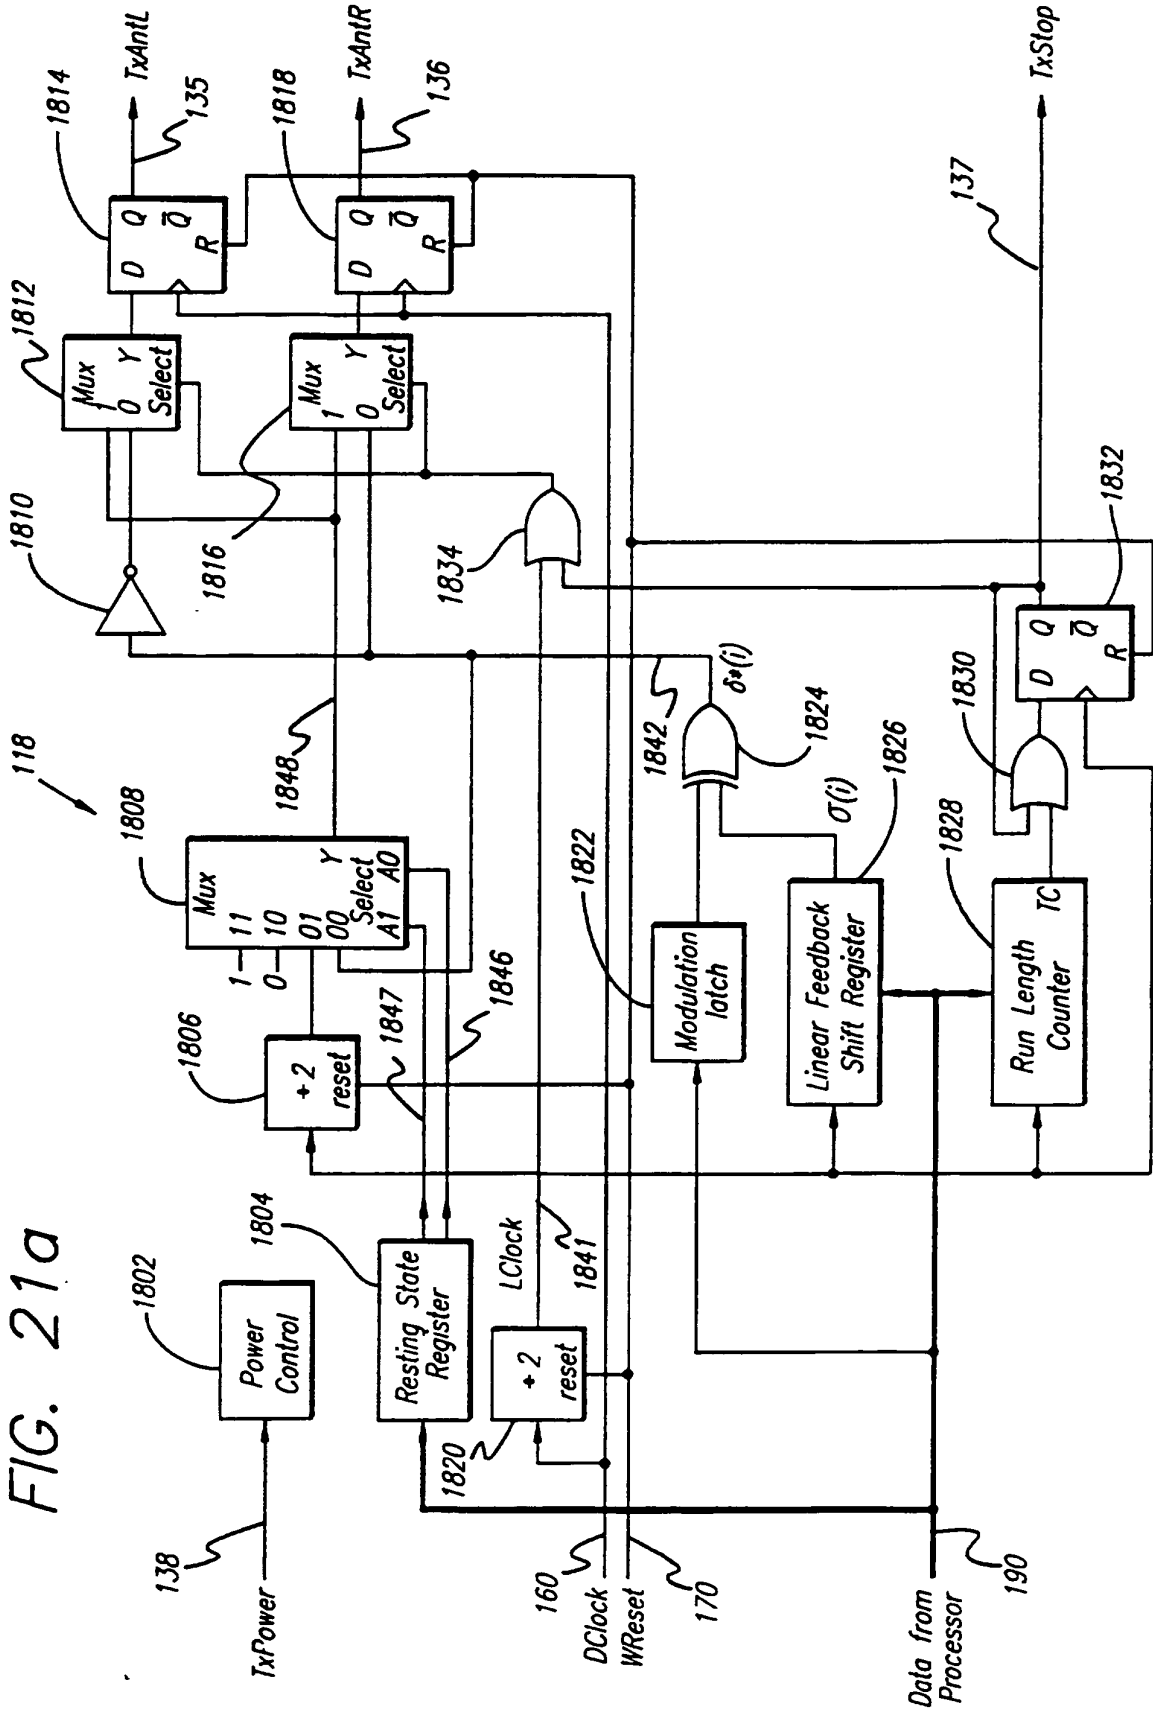 FIG. 21a
118
TxPower
138
1802
Power
Control
1804
Resting State
Register
1806
÷ 2
reset
1847
1846
1808
Mux
1 11
0 10
01
00
Y
Select
A1 A0
1848
1810
1812
Mux
1
0
Y
Select
1814
D Q
Q̅
R
135
TxAntL
1816
Mux
1
0
Y
Select
1818
D Q
Q̅
R
136
TxAntR
1820
÷ 2
reset
LClock
1841
1834
160
DClock
WReset
170
1822
Modulation
latch
1842
δ*(i)
1824
σ(i)
1826
Linear Feedback
Shift Register
1828
Run Length
Counter
TC
1830
D Q
Q̅
R
1832
137
TxStop
Data from
Processor
190